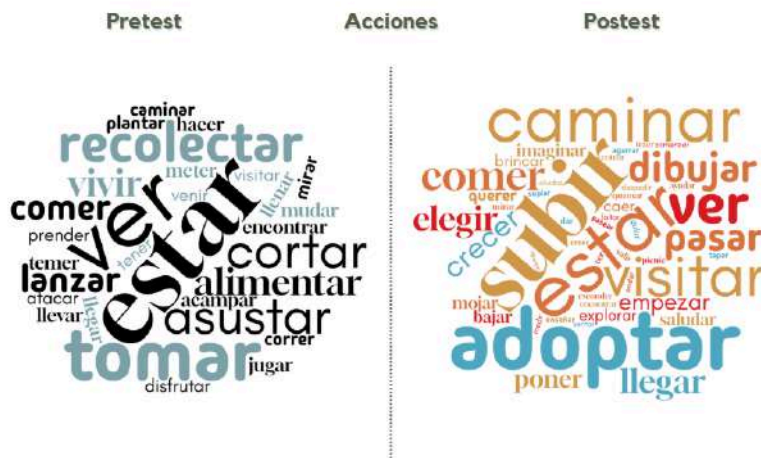 Pretest Acciones Postest
caminar
plantar hacer
recolectar
vivir meter visitar
venir
mirar
llenar
comer ver mudar
encontrar
prender
tener
estar
temer
lanzar cortar
atacar alimentar
llevar llegar acampar
asustar
correr
tomar jugar
disfrutar
caminar
imaginar
brincar
subir
comer dibujar
querer
elegir caer ver
crecer estar pasar
tapar
visitar
picnic
mojar empezar
bajar explorar saludar
adoptar
poner llegar